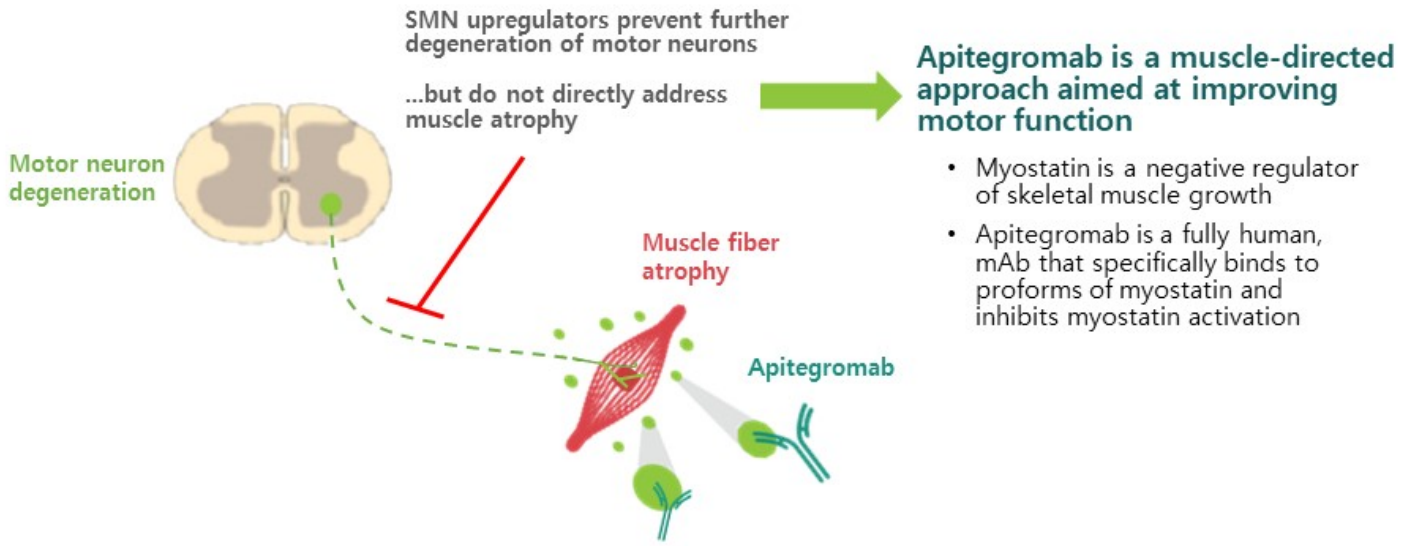 SMN upregulators prevent further
degeneration of motor neurons
...but do not directly address
muscle atrophy
Apitegromab is a muscle-directed
approach aimed at improving
motor function
• Myostatin is a negative regulator
of skeletal muscle growth
• Apitegromab is a fully human,
mAb that specifically binds to
proforms of myostatin and
inhibits myostatin activation
Motor neuron
degeneration
Muscle fiber
atrophy
Apitegromab